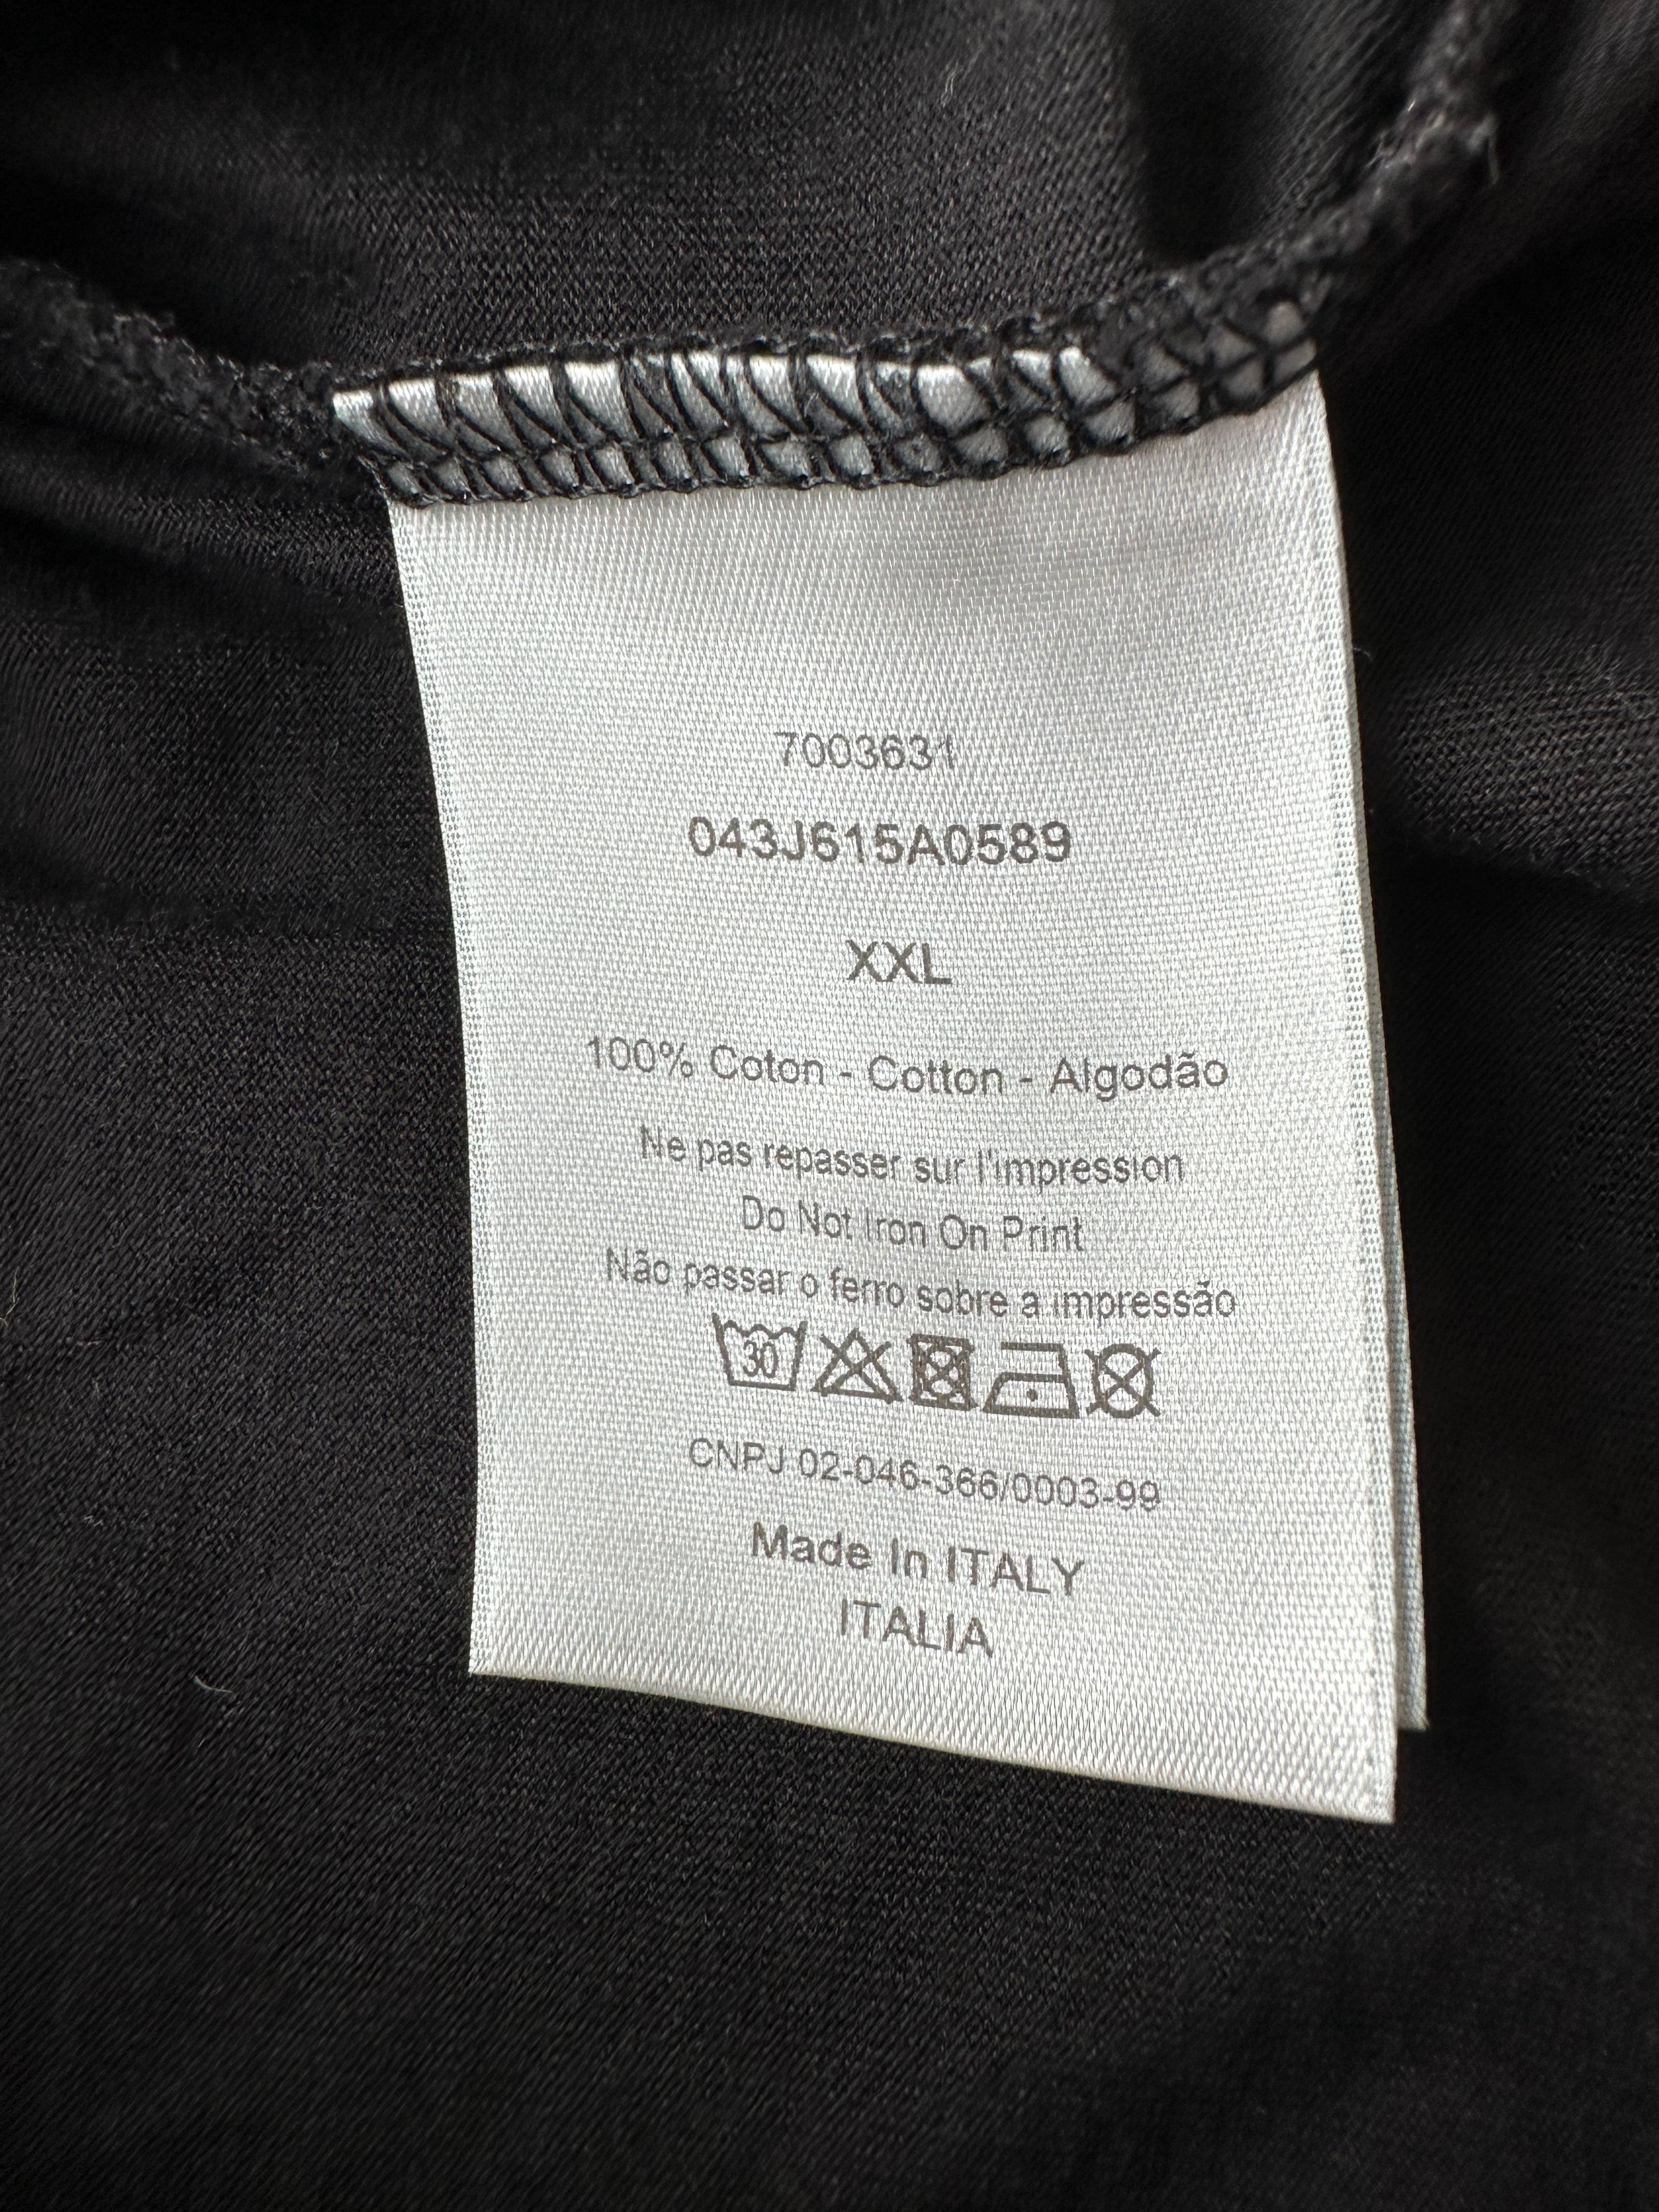 7003631
043J615A0589
XXL
100% Coton - Cotton - Algodão
Ne pas repasser sur l'impression
Do Not Iron On Print
Não passar o ferro sobre a impressão
30
CNPJ 02-046-366/0003-99
Made In ITALY
ITALIA